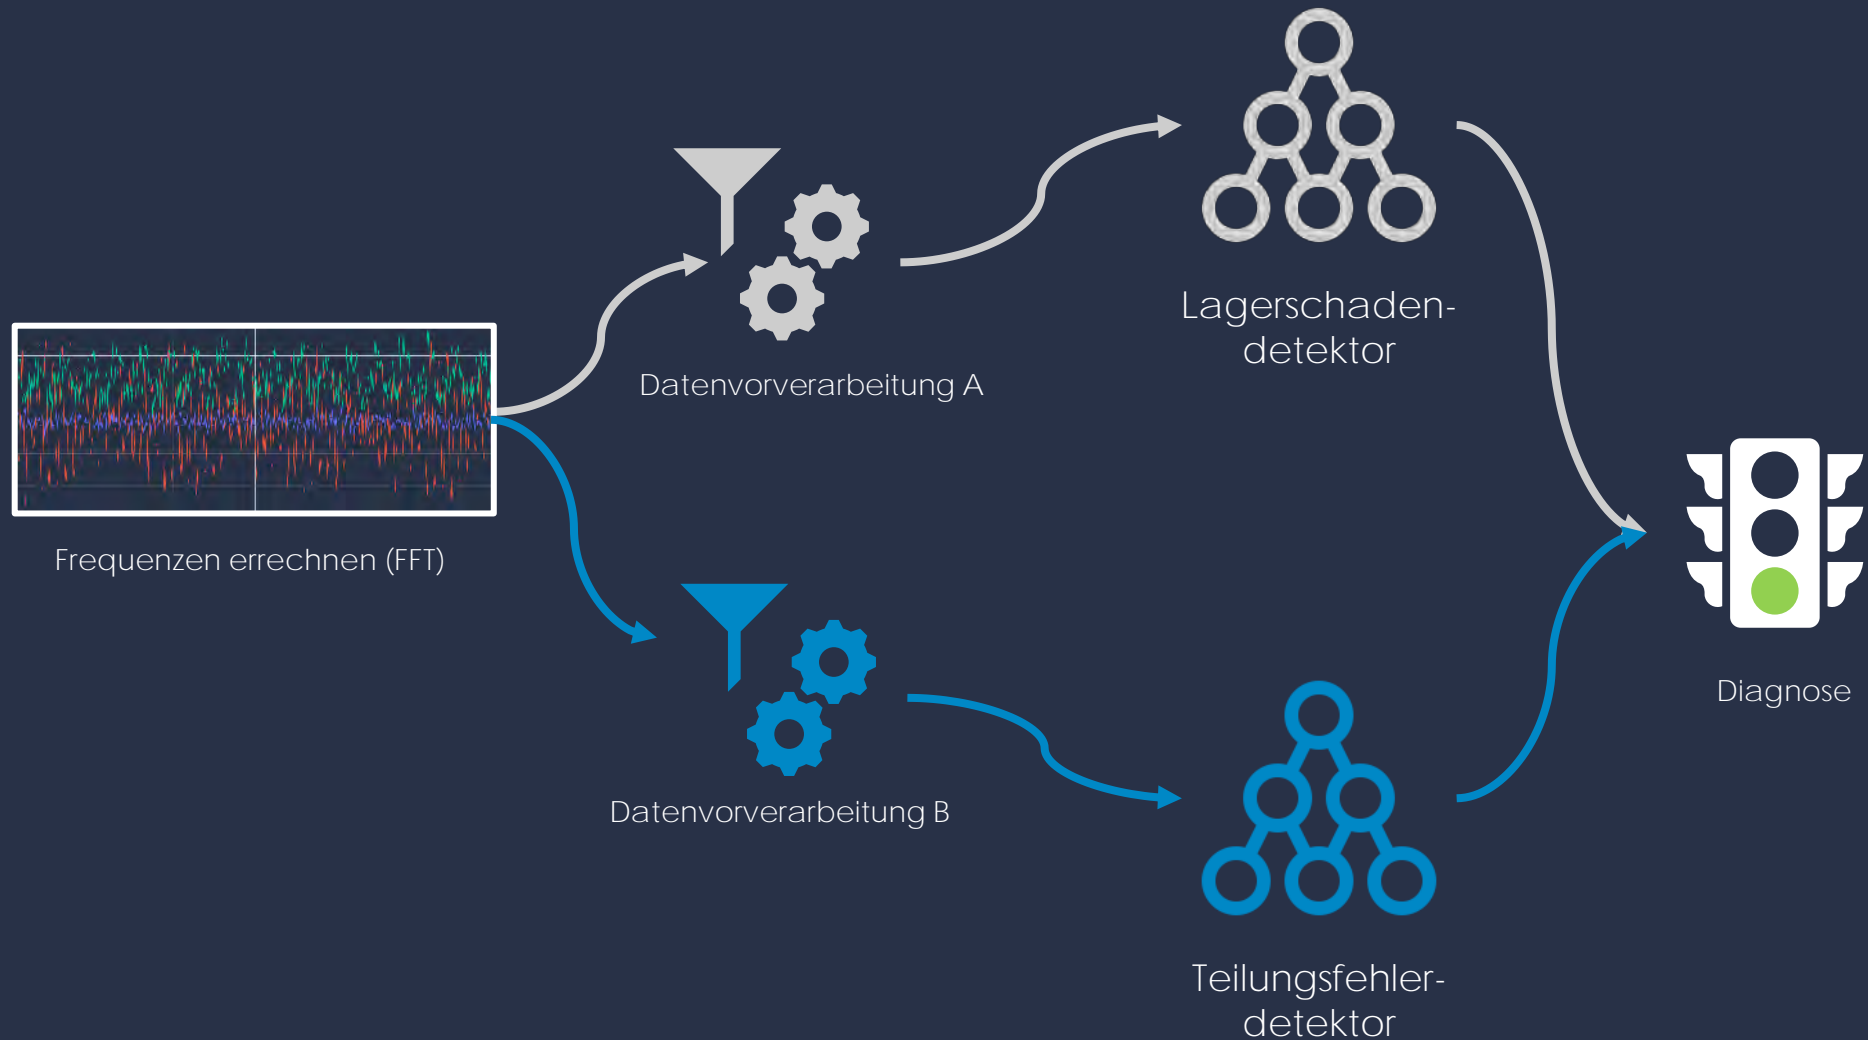 Frequenzen errechnen (FFT)
Datenvorverarbeitung A
Lagerschaden-
detektor
Datenvorverarbeitung B
Teilungsfehler-
detektor
Diagnose